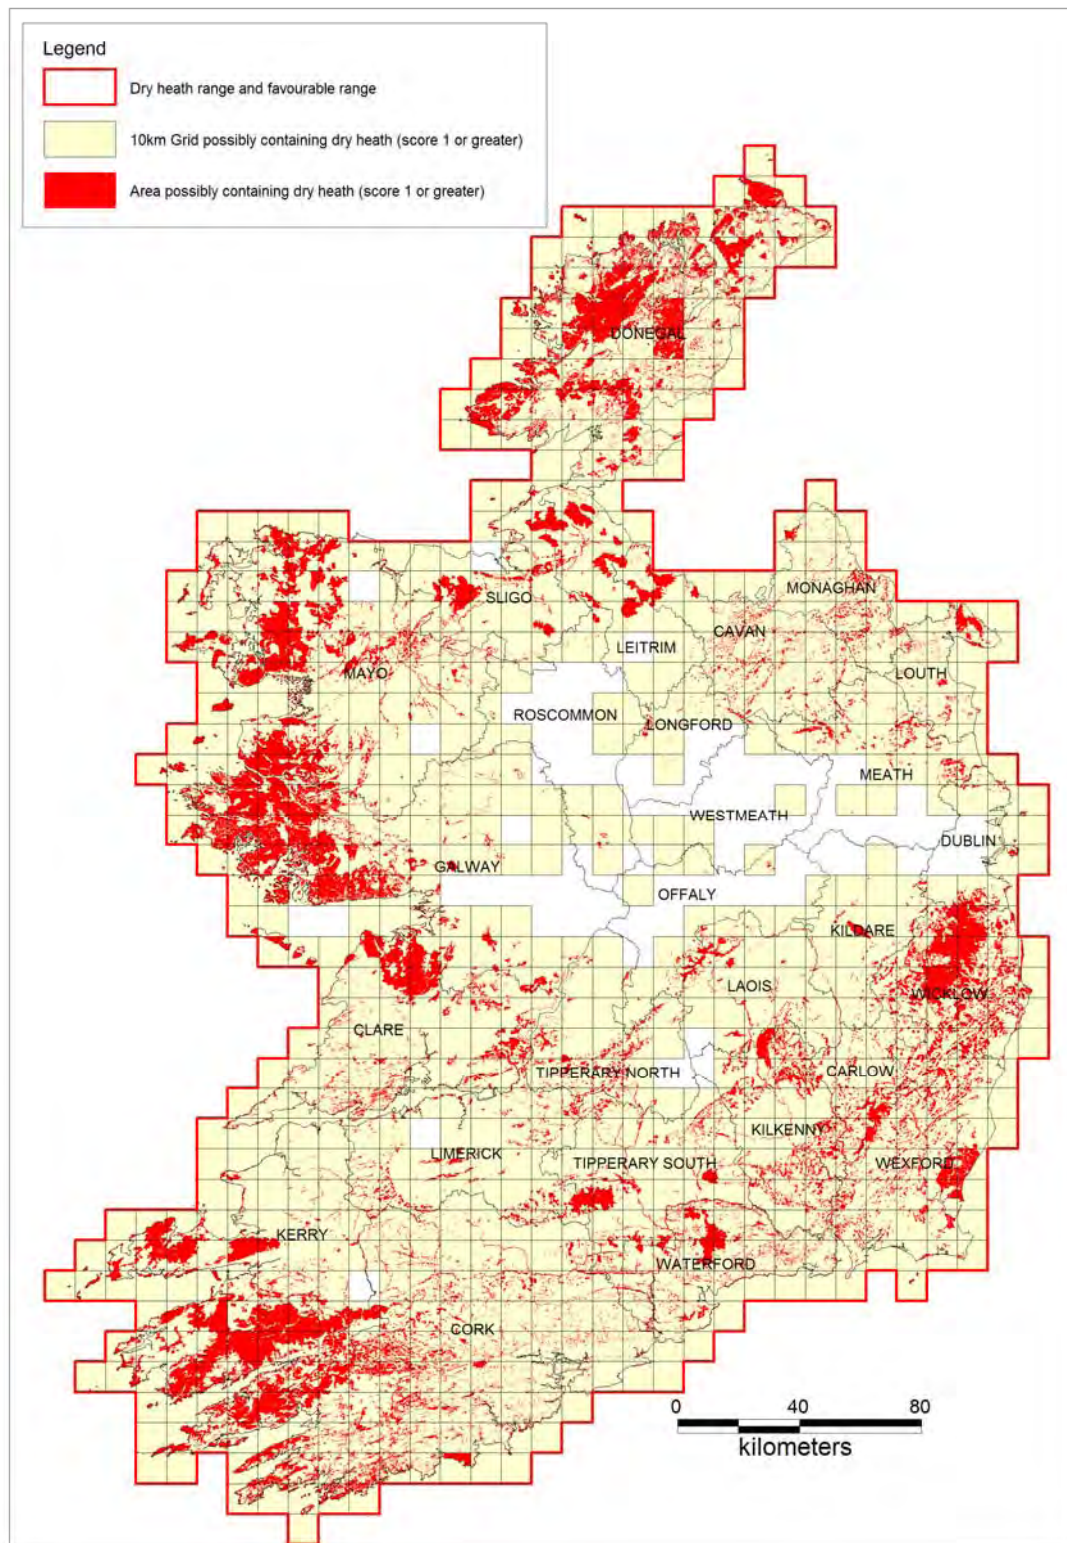 Legend
Dry heath range and favourable range
10km Grid possibly containing dry heath (score 1 or greater)
Area possibly containing dry heath (score 1 or greater)
DONEGAL
SLIGO
MONAGHAN
CAVAN
LEITRIM
MAYO
LOUTH
ROSCOMMON
LONGFORD
MEATH
WESTMEATH
DUBLIN
GALWAY
OFFALY
KILDARE
LAOIS
WICKLOW
CLARE
TIPPERARY NORTH
CARLOW
KILKENNY
LIMERICK
TIPPERARY SOUTH
WEXFORD
KERRY
WATERFORD
CORK
0 40 80
kilometers